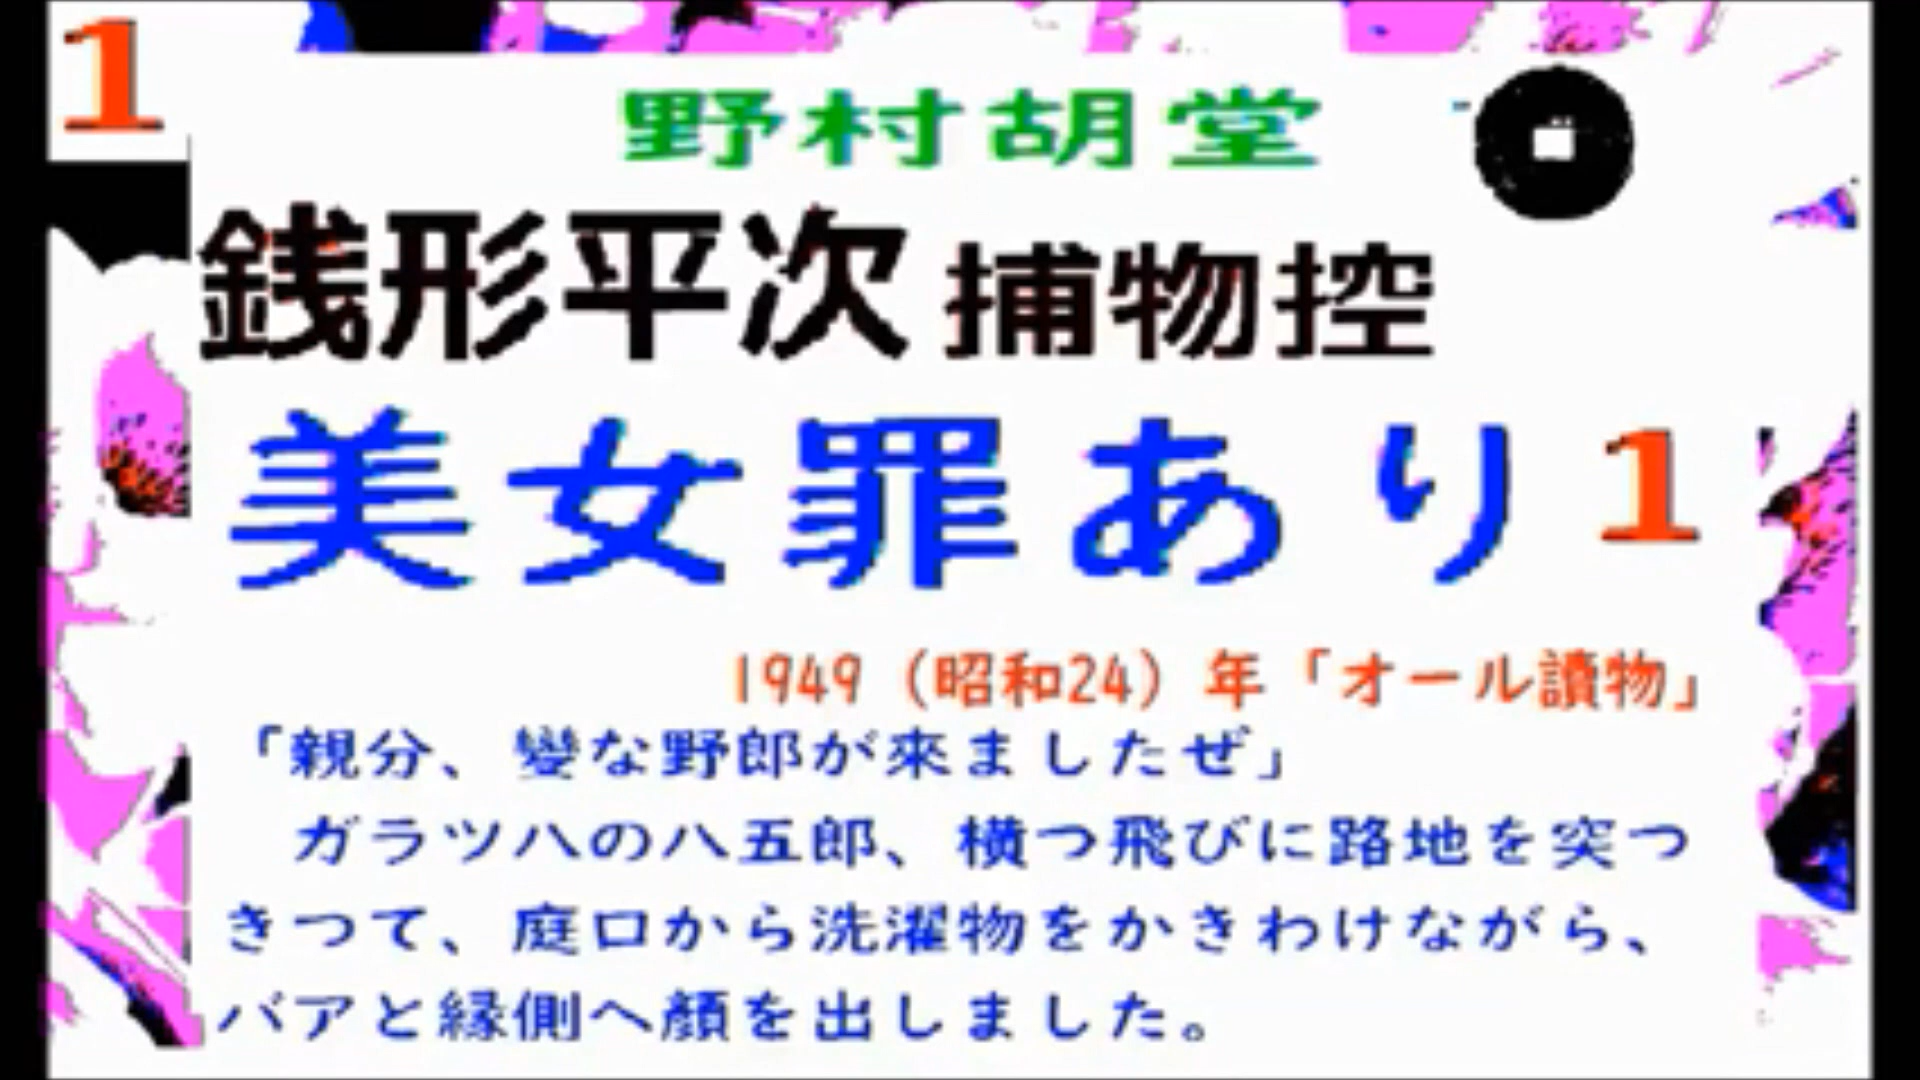 1
野村胡堂
銭形平次 捕物控
美女罪あり 1
1949（昭和24）年「オール讀物」
「親分、變な野郎が來ましたぜ」
ガラツハの八五郎、横つ飛びに路地を突つ
きつて、庭口から洗濯物をかきわけながら、
バアと縁側へ顔を出しました。